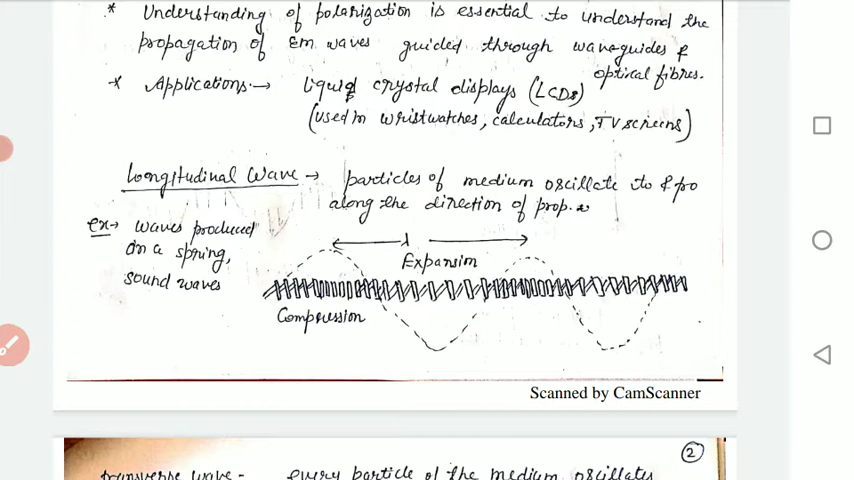 * Understanding of polarization is essential to understand the
propagation of Em waves guided through waveguides &
optical fibres.
* Applications → liquid crystal displays (LCDs)
(used in wristwatches, calculators, TV screens)
Longitudinal Wave → particles of medium oscillate to & fro
along the direction of prop.
ex→ waves produced
on a spring,
sound waves
λ
Expansion
Compression
Scanned by CamScanner
2
transverse wave - every particle of the medium oscillates